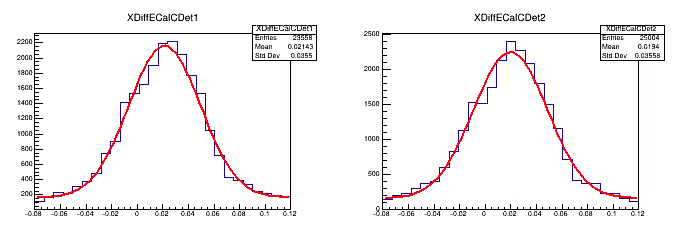 XDiffECalCDet1
XDiffECalCDet1
Entries 23558
Mean 0.02143
Std Dev 0.0355
2200
2000
1800
1600
1400
1200
1000
800
600
400
200
-0.08 -0.06 -0.04 -0.02 0 0.02 0.04 0.06 0.08 0.1 0.12
XDiffECalCDet2
XDiffECalCDet2
Entries 25004
Mean 0.0194
Std Dev 0.03558
2500
2000
1500
1000
500
0
-0.08 -0.06 -0.04 -0.02 0 0.02 0.04 0.06 0.08 0.1 0.12